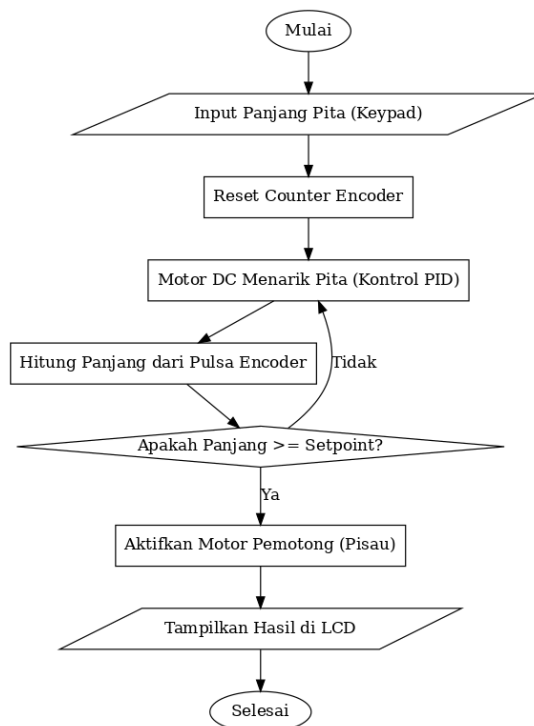 Mulai
Input Panjang Pita (Keypad)
Reset Counter Encoder
Motor DC Menarik Pita (Kontrol PID)
Hitung Panjang dari Pulsa Encoder
Tidak
Apakah Panjang >= Setpoint?
Ya
Aktifkan Motor Pemotong (Pisau)
Tampilkan Hasil di LCD
Selesai